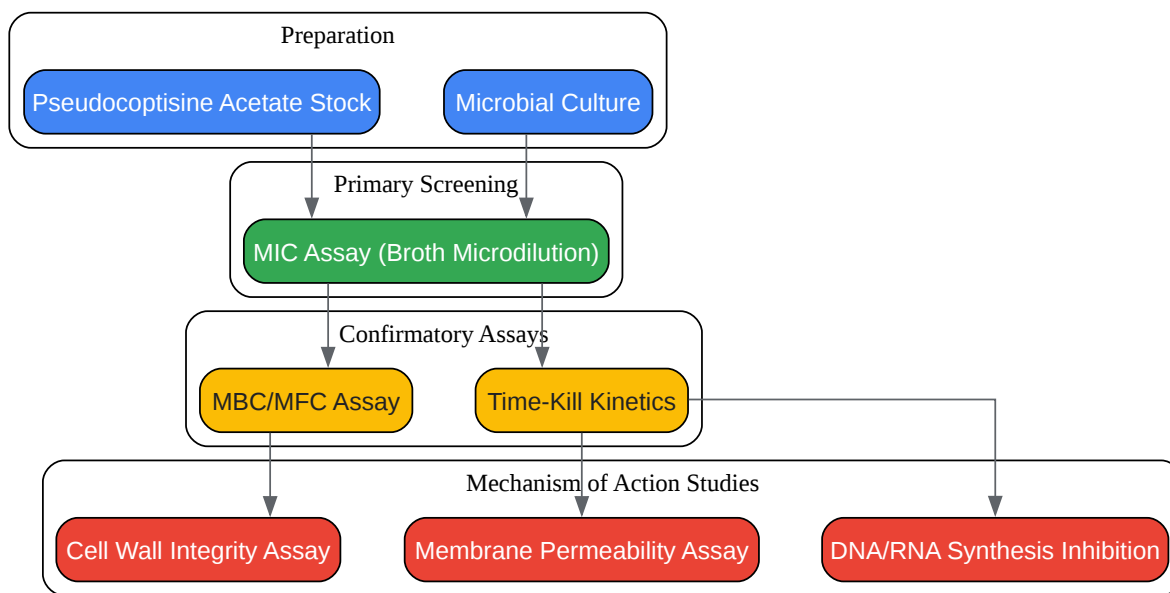 Preparation
Pseudocoptisine Acetate Stock
Microbial Culture
Primary Screening
MIC Assay (Broth Microdilution)
Confirmatory Assays
MBC/MFC Assay
Time-Kill Kinetics
Mechanism of Action Studies
Cell Wall Integrity Assay
Membrane Permeability Assay
DNA/RNA Synthesis Inhibition